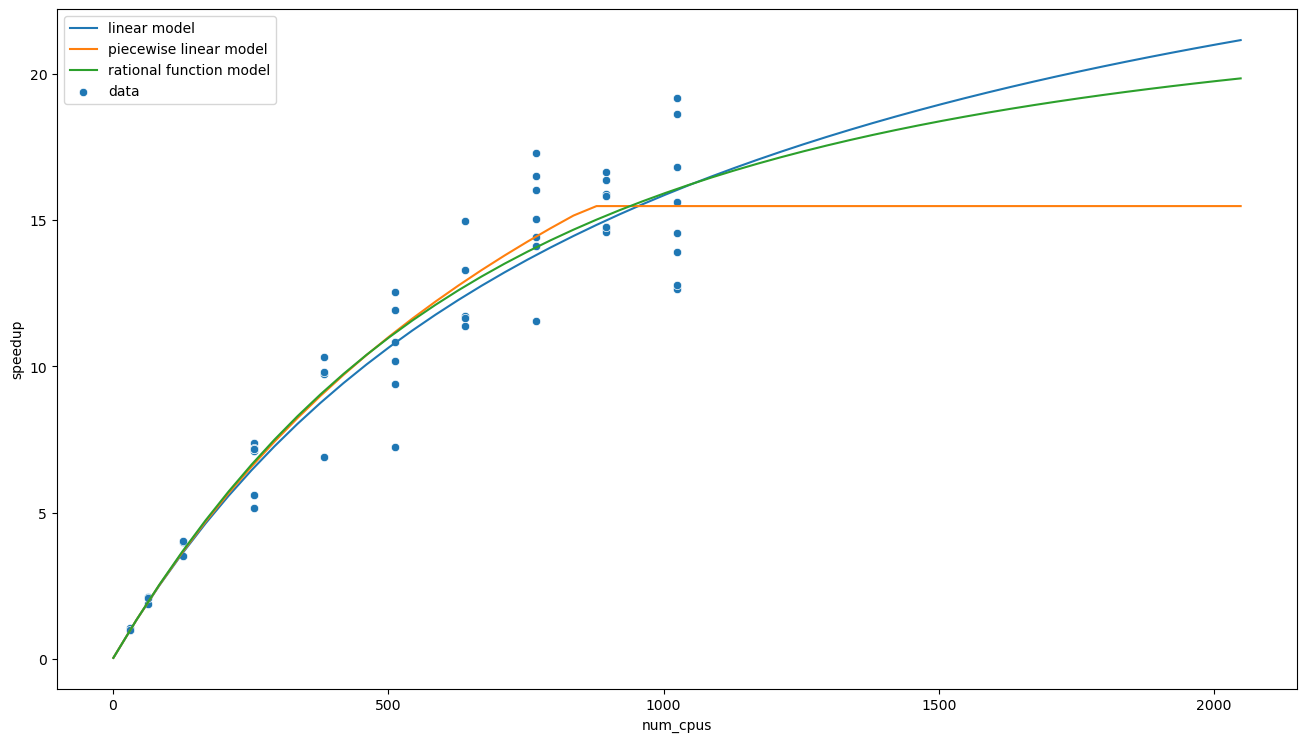 linear model
piecewise linear model
rational function model
data
speedup
20
15
10
5
0
0 500 1000 1500 2000
num_cpus